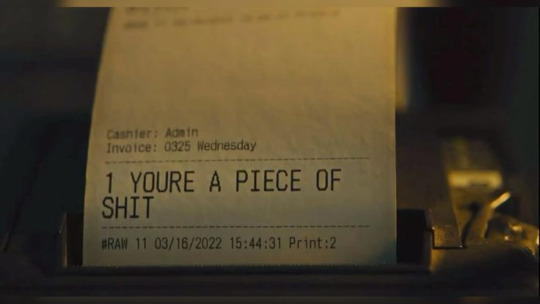 Cashier: Admin
Invoice: 0325 Wednesday
1 YOURE A PIECE OF
SHIT
#RAW 11 03/16/2022 15:44:31 Print:2